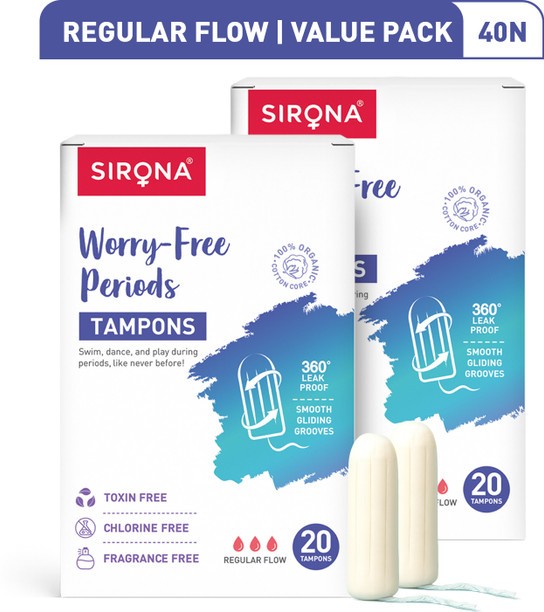 REGULAR FLOW | VALUE PACK 40N
SIRONA®
Worry-Free
Periods
TAMPONS
Swim, dance, and play during
periods, like never before!
100% ORGANIC
COTTON CORE
360°
LEAK
PROOF
SMOOTH
GLIDING
GROOVES
TOXIN FREE
CHLORINE FREE
FRAGRANCE FREE
REGULAR FLOW
20
TAMPONS
SIRONA®
Free
S
ring
100% ORGANIC
COTTON CORE
360°
LEAK
PROOF
SMOOTH
GLIDING
GROOVES
FLOW
20
TAMPONS